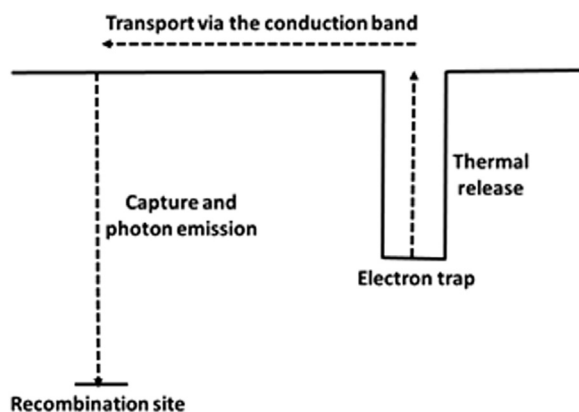 Transport via the conduction band
Thermal
release
Capture and
photon emission
Electron trap
Recombination site